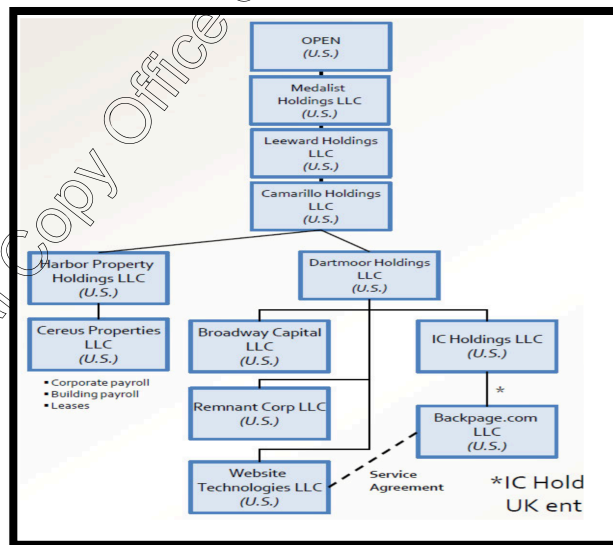 OPEN
(U.S.)
Medalist
Holdings LLC
(U.S.)
Leeward Holdings
LLC
(U.S.)
Camarillo Holdings
LLC
(U.S.)
Harbor Property
Holdings LLC
(U.S.)
Dartmoor Holdings
LLC
(U.S.)
Cereus Properties
LLC
(U.S.)
▪ Corporate payroll
▪ Building payroll
▪ Leases
Broadway Capital
LLC
(U.S.)
IC Holdings LLC
(U.S.)
*
Remnant Corp LLC
(U.S.)
Backpage.com
LLC
(U.S.)
Website
Technologies LLC
(U.S.)
Service
Agreement
*IC Hold
UK ent
Copy Office